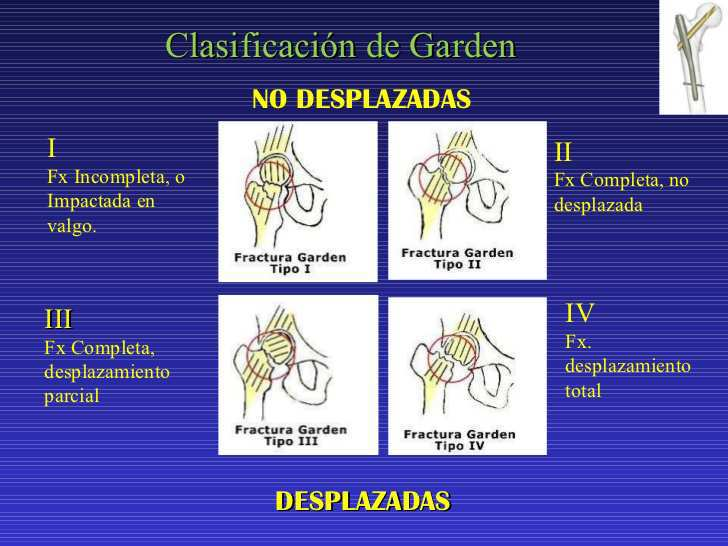 Clasificación de Garden
NO DESPLAZADAS
I
Fx Incompleta, o
Impactada en
valgo.
Fractura Garden
Tipo I
Fractura Garden
Tipo II
II
Fx Completa, no
desplazada
III
Fx Completa,
desplazamiento
parcial
Fractura Garden
Tipo III
Fractura Garden
Tipo IV
IV
Fx.
desplazamiento
total
DESPLAZADAS